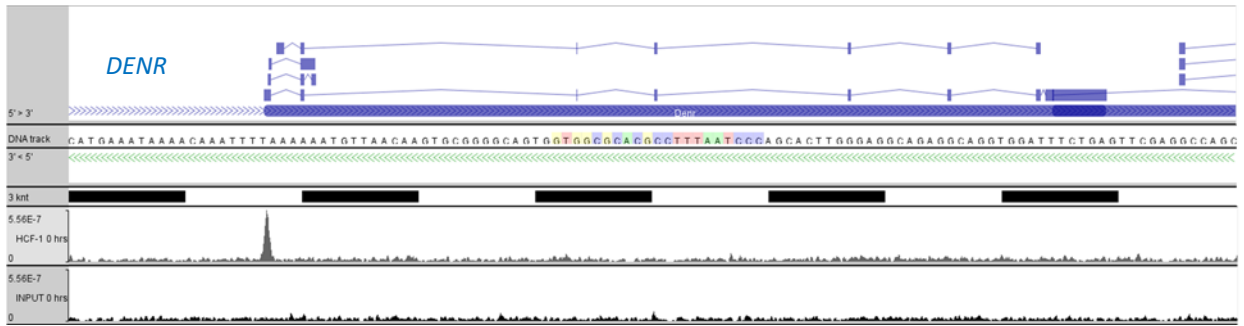 DENR
5' > 3'
Denr
DNA track
CATGAAATAAAACAAATTTTAAAAAAATGTTAACAAGTGCGGGGCAGTGGTGGCGCACGCCTTTAATCCCAGCACTTGGGAGGCAGAGGCAGGTGGATTTCTGAGTTCGAGGCCAGC
3' < 5'
3 knt
5.56E-7
HCF-1 0 hrs
0
5.56E-7
INPUT 0 hrs
0